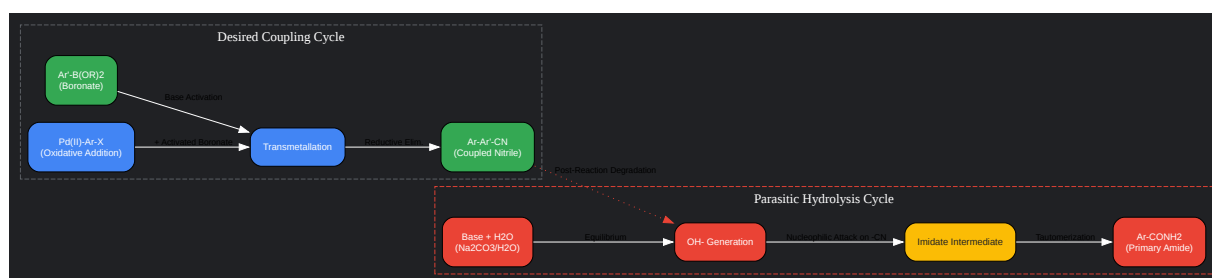 Desired Coupling Cycle
Ar'-B(OR)2
(Boronate)
Base Activation
Pd(II)-Ar-X
(Oxidative Addition)
+ Activated Boronate
Transmetallation
Reductive Elim.
Ar-Ar'-CN
(Coupled Nitrile)
Post-Reaction Degradation
Parasitic Hydrolysis Cycle
Base + H2O
(Na2CO3/H2O)
Equilibrium
OH- Generation
Nucleophilic Attack on -CN
Imidate Intermediate
Tautomerization
Ar-CONH2
(Primary Amide)